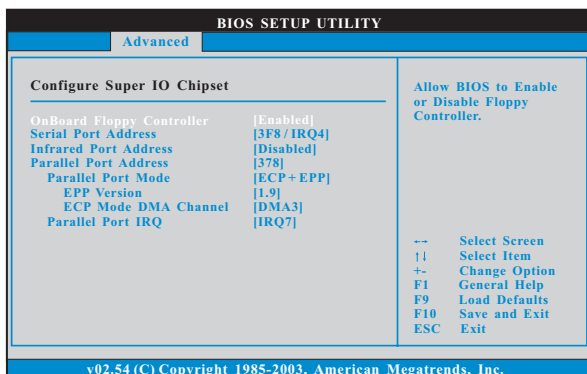 BIOS SETUP UTILITY
Advanced
Configure Super IO Chipset
OnBoard Floppy Controller [Enabled]
Serial Port Address [3F8 / IRQ4]
Infrared Port Address [Disabled]
Parallel Port Address [378]
Parallel Port Mode [ECP + EPP]
EPP Version [1.9]
ECP Mode DMA Channel [DMA3]
Parallel Port IRQ [IRQ7]
Allow BIOS to Enable
or Disable Floppy
Controller.
←→ Select Screen
↑↓ Select Item
+- Change Option
F1 General Help
F9 Load Defaults
F10 Save and Exit
ESC Exit
v02.54 (C) Copyright 1985-2003, American Megatrends, Inc.